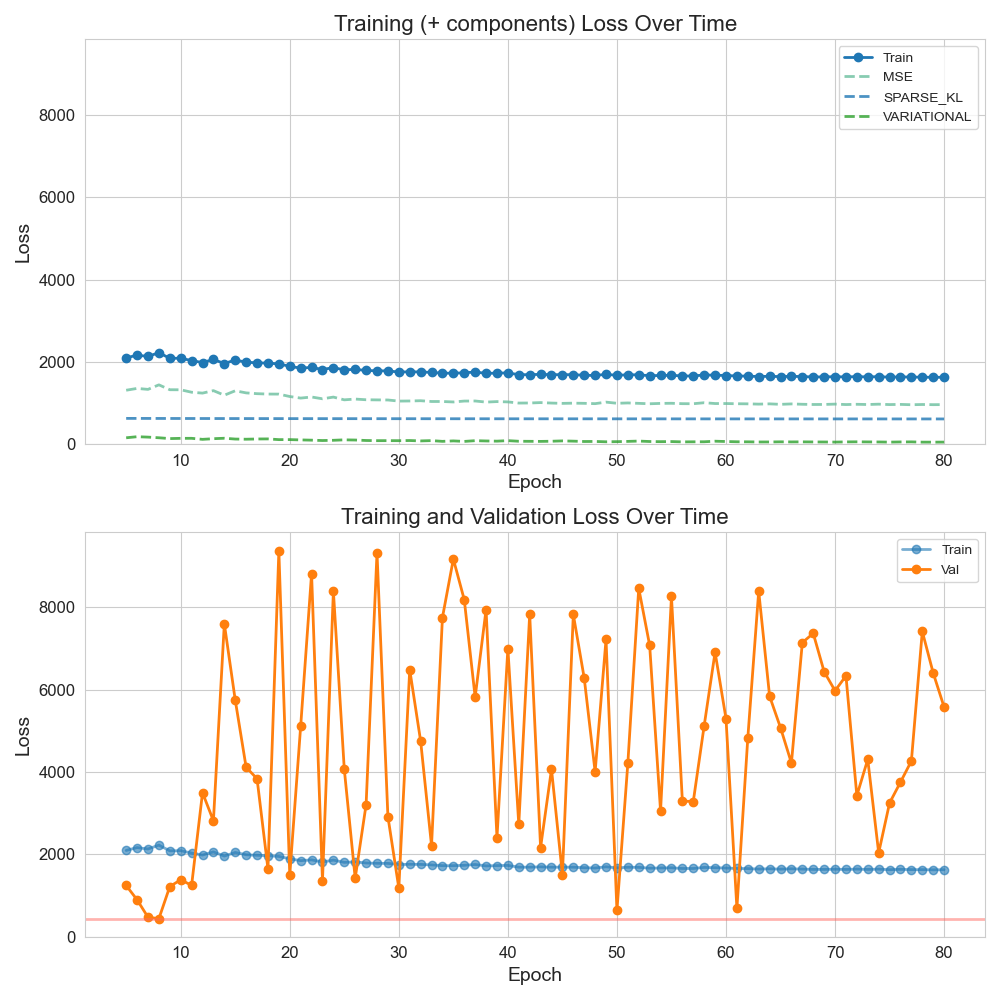 Training (+ components) Loss Over Time
Train
MSE
SPARSE_KL
VARIATIONAL
Loss
8000
6000
4000
2000
0
10 20 30 40 50 60 70 80
Epoch
Training and Validation Loss Over Time
Train
Val
Loss
8000
6000
4000
2000
0
10 20 30 40 50 60 70 80
Epoch